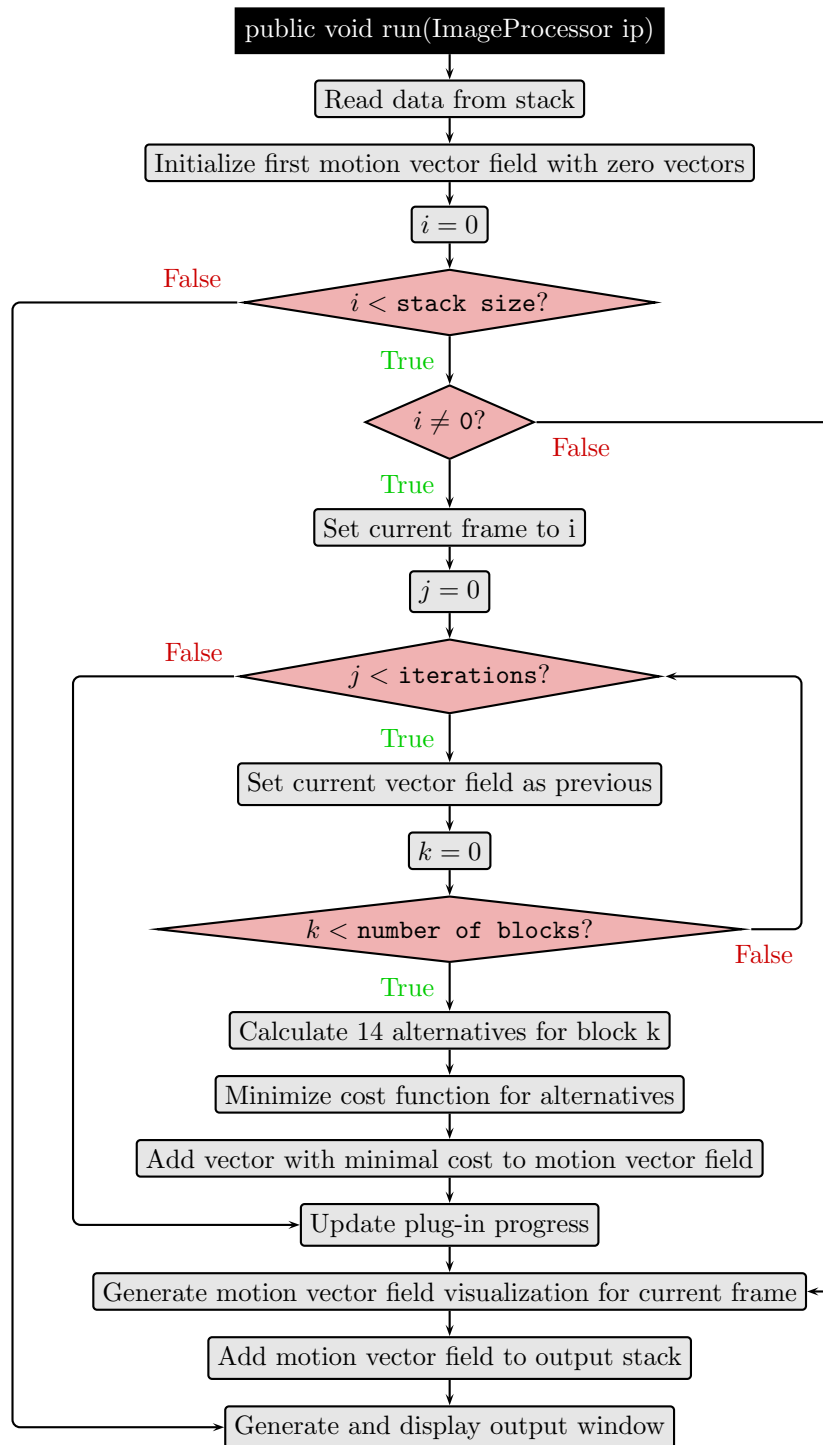 public void run(ImageProcessor ip)
Read data from stack
Initialize first motion vector field with zero vectors
i = 0
False
i < stack size?
True
i ≠ 0?
False
True
Set current frame to i
j = 0
False
j < iterations?
True
Set current vector field as previous
k = 0
k < number of blocks?
False
True
Calculate 14 alternatives for block k
Minimize cost function for alternatives
Add vector with minimal cost to motion vector field
Update plug-in progress
Generate motion vector field visualization for current frame
Add motion vector field to output stack
Generate and display output window